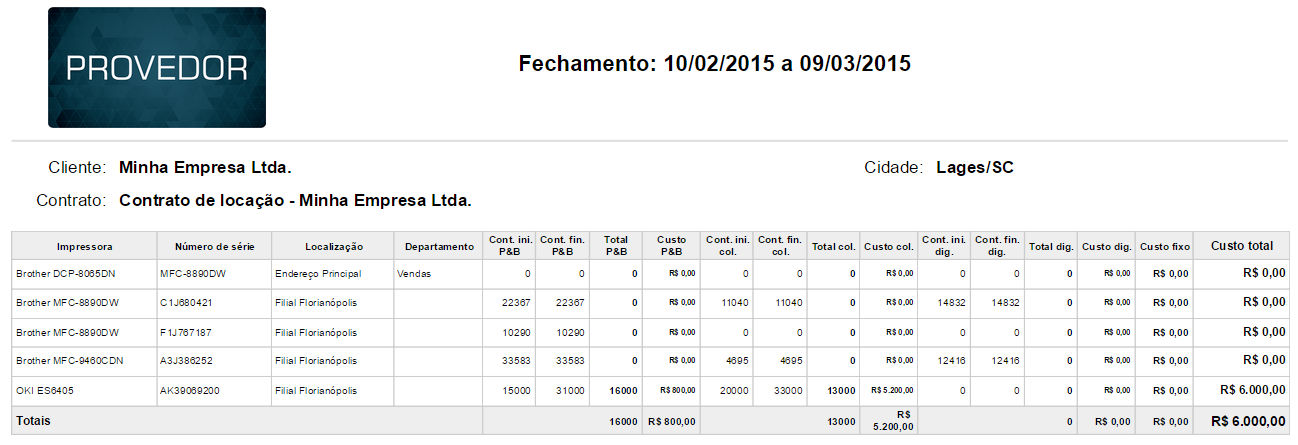 PROVEDOR
Fechamento: 10/02/2015 a 09/03/2015
Cliente: Minha Empresa Ltda. Cidade: Lages/SC
Contrato: Contrato de locação - Minha Empresa Ltda.
Impressora Número de série Localização Departamento Cont. ini. P&B Cont. fin. P&B Total P&B Custo P&B Cont. ini. col. Cont. fin. col. Total col. Custo col. Cont. ini. dig. Cont. fin. dig. Total dig. Custo dig. Custo fixo Custo total
Brother DCP-8065DN MFC-8890DW Endereço Principal Vendas 0 0 0 R$ 0,00 0 0 0 R$ 0,00 0 0 0 R$ 0,00 R$ 0,00 R$ 0,00
Brother MFC-8890DW C1J680421 Filial Florianópolis 22367 22367 0 R$ 0,00 11040 11040 0 R$ 0,00 14832 14832 0 R$ 0,00 R$ 0,00 R$ 0,00
Brother MFC-8890DW F1J767187 Filial Florianópolis 10290 10290 0 R$ 0,00 0 0 0 R$ 0,00 0 0 0 R$ 0,00 R$ 0,00 R$ 0,00
Brother MFC-9460CDN A3J386252 Filial Florianópolis 33583 33583 0 R$ 0,00 4695 4695 0 R$ 0,00 12416 12416 0 R$ 0,00 R$ 0,00 R$ 0,00
OKI ES6405 AK39069200 Filial Florianópolis 15000 31000 16000 R$ 800,00 20000 33000 13000 R$ 5.200,00 0 0 0 R$ 0,00 R$ 0,00 R$ 6.000,00
Totais 16000 R$ 800,00 13000 R$ 5.200,00 0 R$ 0,00 R$ 0,00 R$ 6.000,00